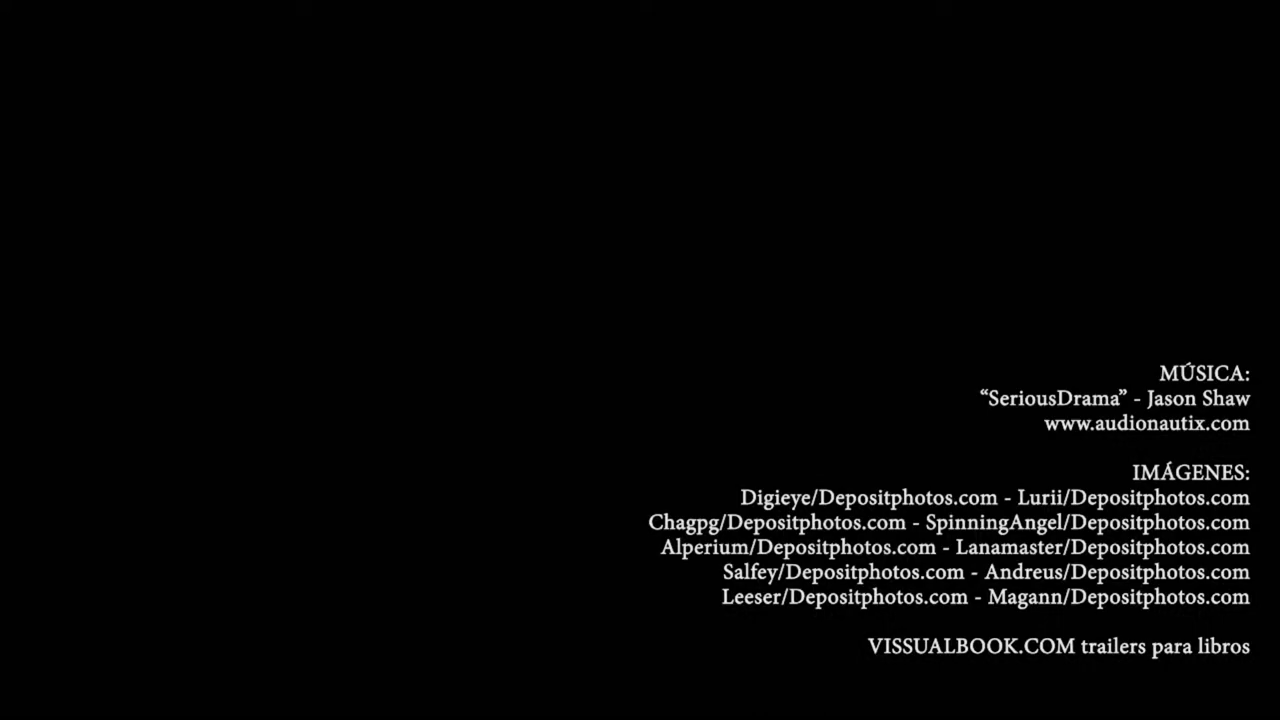 MÚSICA:
“SeriousDrama” - Jason Shaw
www.audionautix.com
IMÁGENES:
Digieye/Depositphotos.com - Lurii/Depositphotos.com
Chagpg/Depositphotos.com - SpinningAngel/Depositphotos.com
Alperium/Depositphotos.com - Lanamaster/Depositphotos.com
Salfey/Depositphotos.com - Andreus/Depositphotos.com
Leeser/Depositphotos.com - Magann/Depositphotos.com
VISSUALBOOK.COM trailers para libros